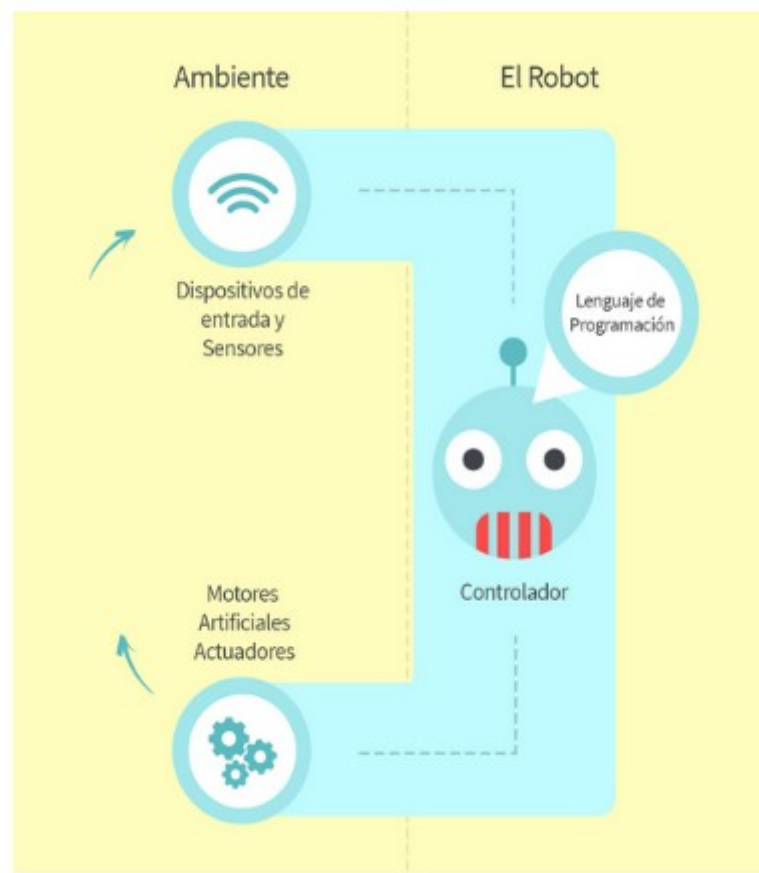 Ambiente
El Robot
Dispositivos de
entrada y
Sensores
Lenguaje de
Programación
Controlador
Motores
Artificiales
Actuadores